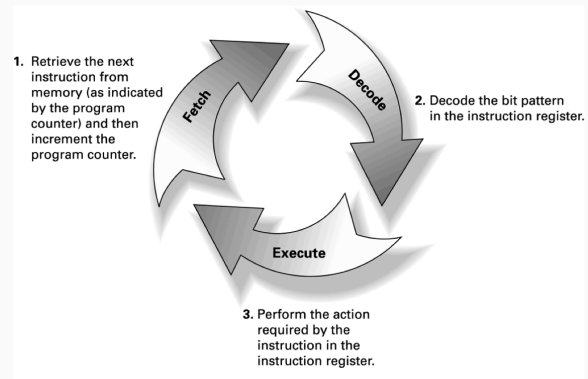 1. Retrieve the next
instruction from
memory (as indicated
by the program
counter) and then
increment the
program counter.
Fetch
Decode
2. Decode the bit pattern
in the instruction register.
Execute
3. Perform the action
required by the
instruction in the
instruction register.